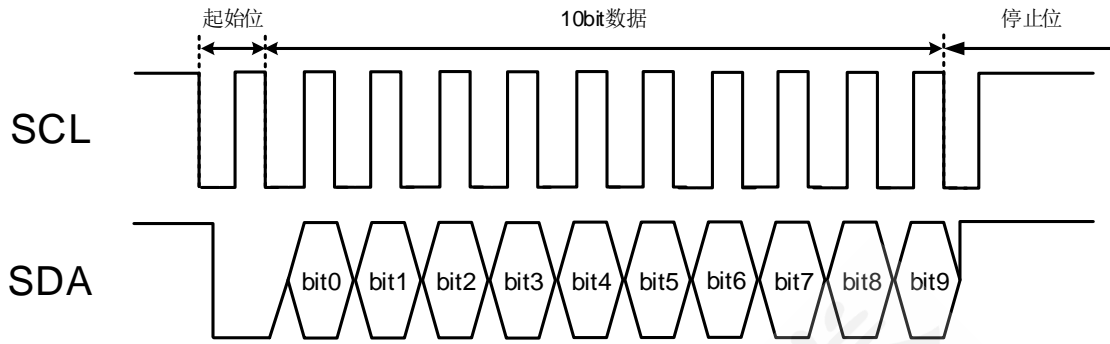 起始位 10bit数据 停止位
SCL
SDA bit0 bit1 bit2 bit3 bit4 bit5 bit6 bit7 bit8 bit9